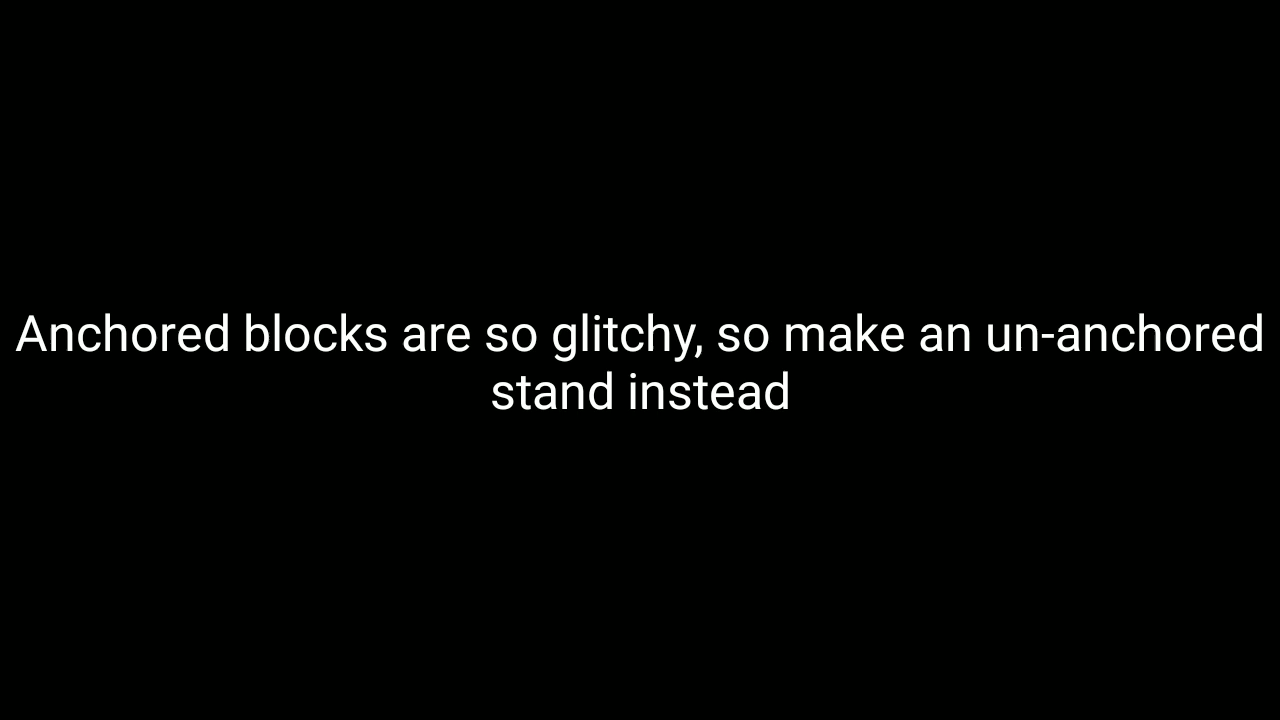 Anchored blocks are so glitchy, so make an un-anchored
stand instead